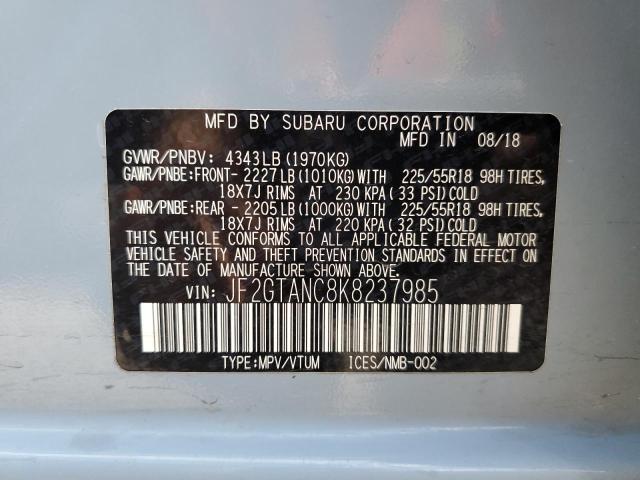 MFD BY SUBARU CORPORATION
MFD IN 08/18
GVWR/PNBV: 4343LB(1970KG)
GAWR/PNBE:FRONT- 2227LB(1010KG)WITH 225/55R18 98H TIRES,
18X7J RIMS AT 230 KPA(33 PSI)COLD
GAWR/PNBE:REAR - 2205LB(1000KG)WITH 225/55R18 98H TIRES,
18X7J RIMS AT 220 KPA(32 PSI)COLD
THIS VEHICLE CONFORMS TO ALL APPLICABLE FEDERAL MOTOR
VEHICLE SAFETY AND THEFT PREVENTION STANDARDS IN EFFECT
ON THE DATE OF MANUFACTURE SHOWN ABOVE.
VIN: JF2GTANC8K8237985
TYPE:MPV/VTUM ICES/NMB-002